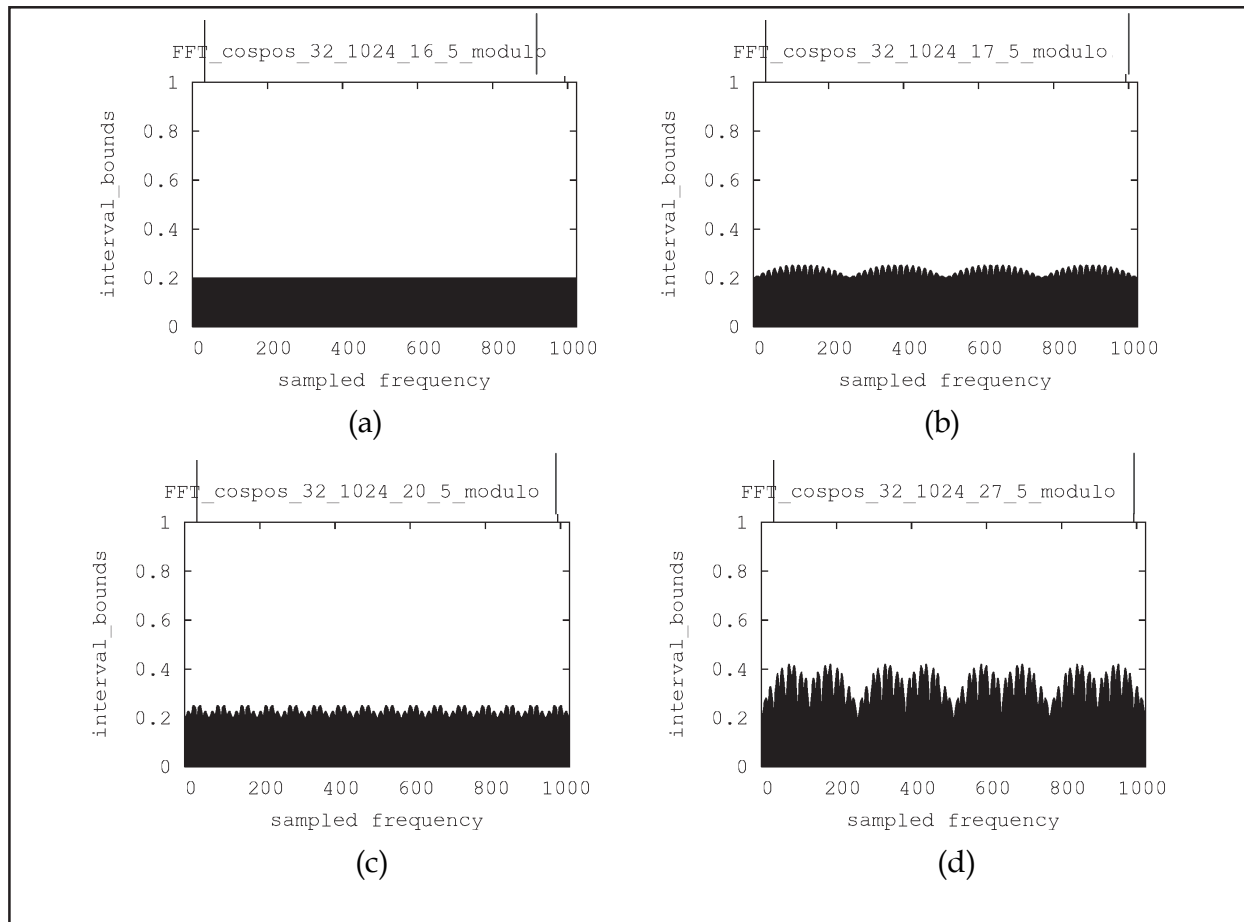 FFT_cospos_32_1024_16_5_modulo
1
0.8
0.6
0.4
0.2
0
interval_bounds
0 200 400 600 800 1000
sampled frequency
(a)
FFT_cospos_32_1024_17_5_modulo
1
0.8
0.6
0.4
0.2
0
interval_bounds
0 200 400 600 800 1000
sampled frequency
(b)
FFT_cospos_32_1024_20_5_modulo
1
0.8
0.6
0.4
0.2
0
interval_bounds
0 200 400 600 800 1000
sampled frequency
(c)
FFT_cospos_32_1024_27_5_modulo
1
0.8
0.6
0.4
0.2
0
interval_bounds
0 200 400 600 800 1000
sampled frequency
(d)